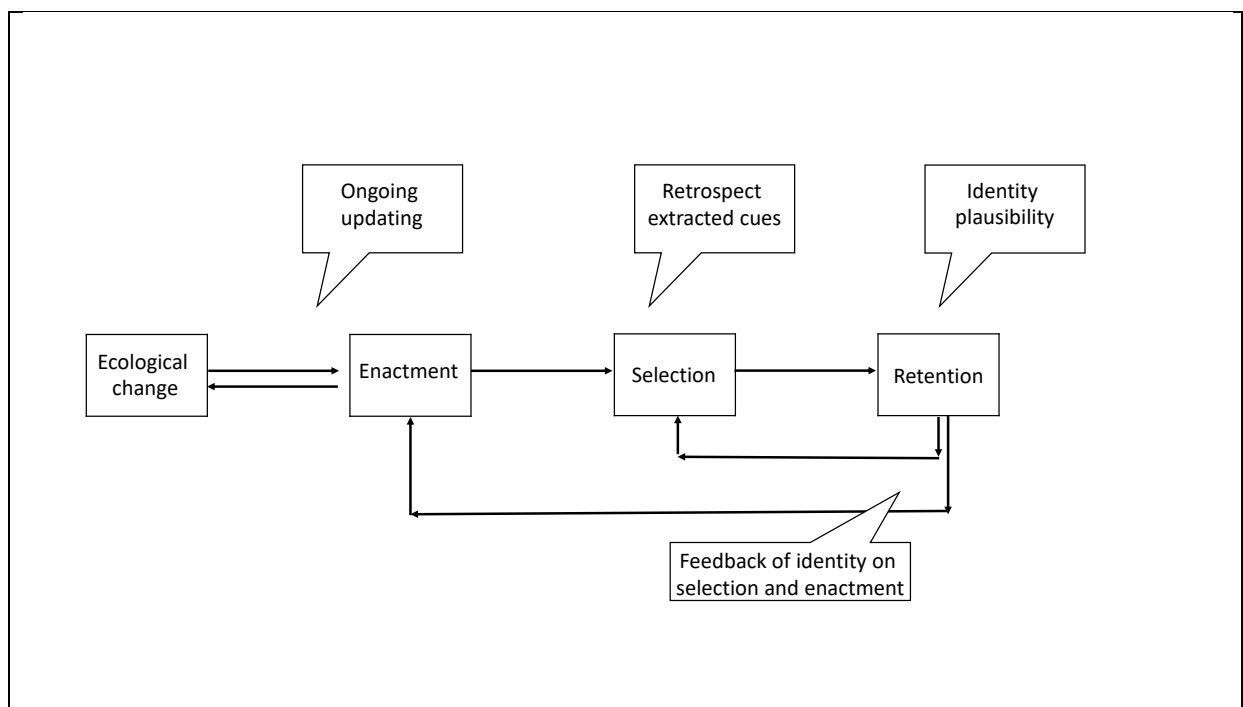 Ongoing
updating
Retrospect
extracted cues
Identity
plausibility
Ecological
change
Enactment
Selection
Retention
Feedback of identity on
selection and enactment